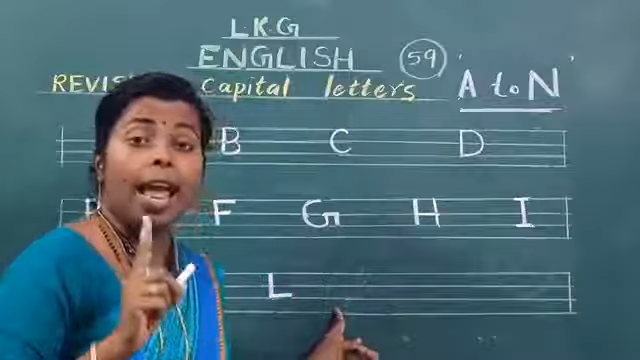 LKG
ENGLISH 59
Capital letters 'A to N'
B C D
F G H I
L